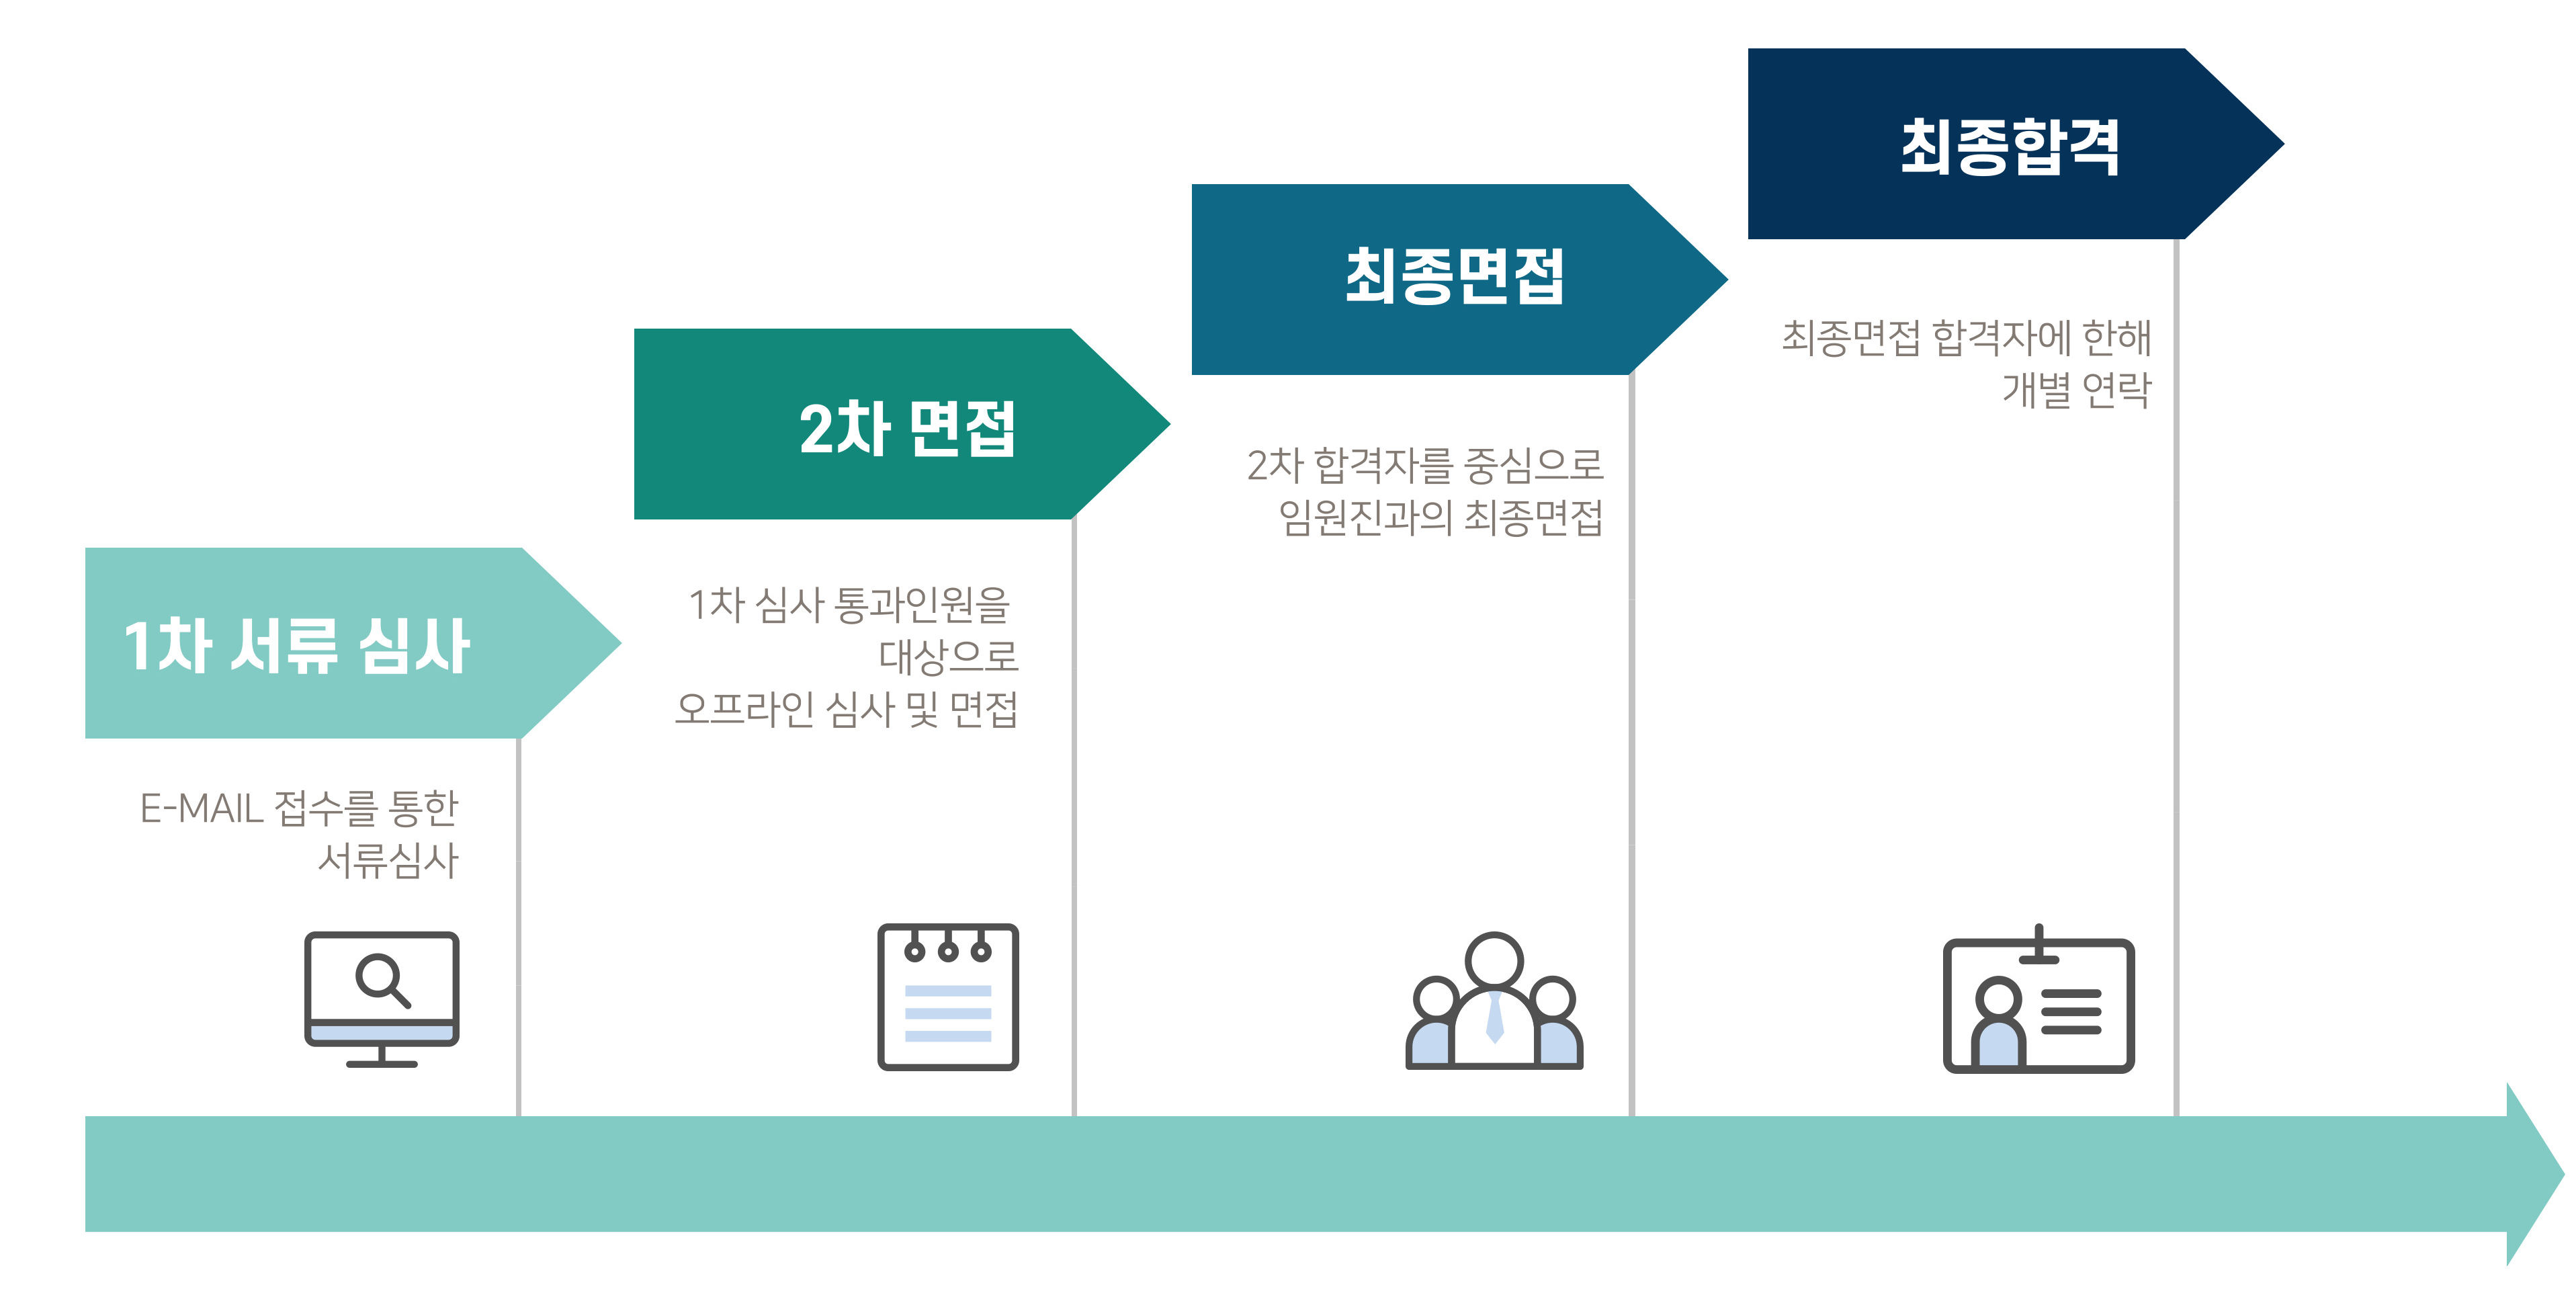 1차 서류 심사
E-MAIL 접수를 통한
서류심사
2차 면접
1차 심사 통과인원을
대상으로
오프라인 심사 및 면접
최종면접
2차 합격자를 중심으로
임원진과의 최종면접
최종합격
최종면접 합격자에 한해
개별 연락